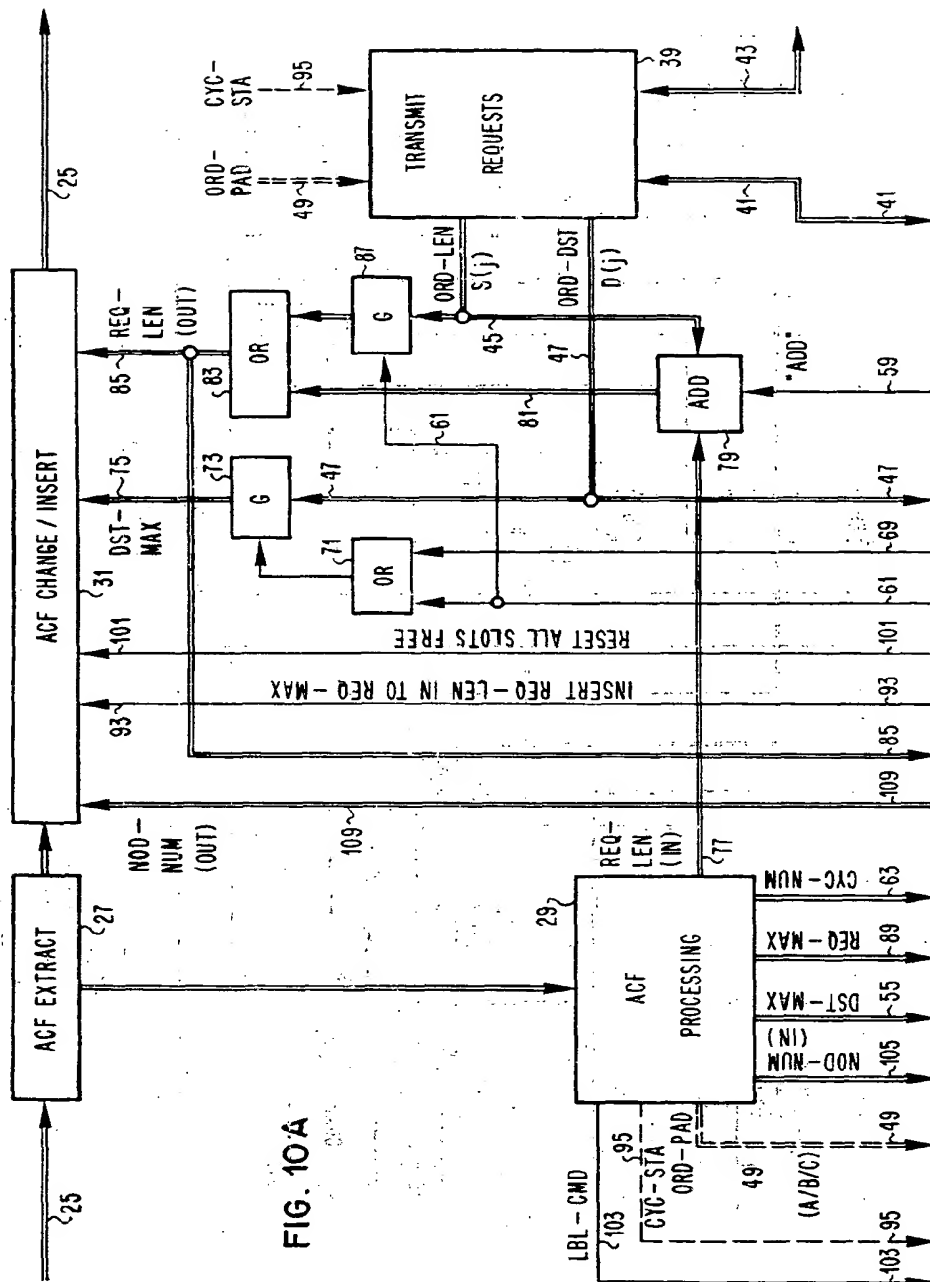 25
ACF EXTRACT
27
ACF CHANGE / INSERT
31
25
NOD-
NUM
(OUT)
109
93
INSERT REQ-LEN IN TO REQ-MAX
101
RESET ALL SLOTS FREE
DST-
MAX
75
85
REQ-
LEN
(OUT)
G
73
OR
83
G
87
OR
71
47
61
81
ORD-
PAD
49
CYC-
STA
95
TRANSMIT
REQUESTS
39
ORD-LEN
S(j)
45
ORD-DST
D(j)
47
41
43
41
ADD
79
"ADD"
59
47
69
61
101
93
85
109
REQ-
LEN
(IN)
77
29
ACF
PROCESSING
CYC-NUM
63
REQ-MAX
89
DST-MAX
55
NOD-NUM
(IN)
105
LBL-CMD
103
95
CYC-STA
ORD-PAD
49
(A/B/C)
49
95
103
FIG. 10A